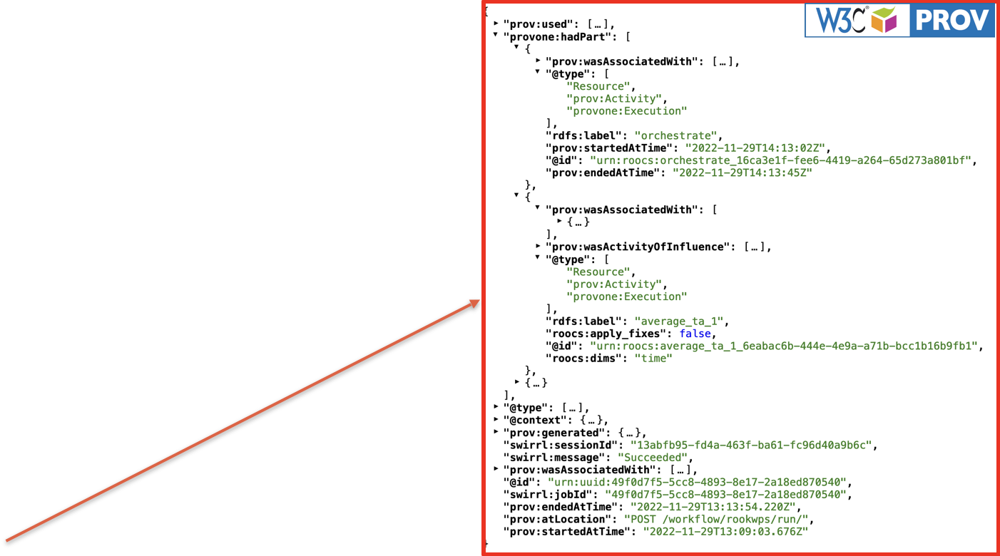 W3C® PROV
{
"prov:used": […],
"provone:hadPart": [
{
"prov:wasAssociatedWith": […],
"@type": [
"Resource",
"prov:Activity",
"provone:Execution"
],
"rdfs:label": "orchestrate",
"prov:startedAtTime": "2022-11-29T14:13:02Z",
"@id": "urn:roocs:orchestrate_16ca3e1f-fee6-4419-a264-65d273a801bf",
"prov:endedAtTime": "2022-11-29T14:13:45Z"
},
{
"prov:wasAssociatedWith": [
{…}
],
"prov:wasActivityOfInfluence": […],
"@type": [
"Resource",
"prov:Activity",
"provone:Execution"
],
"rdfs:label": "average_ta_1",
"roocs:apply_fixes": false,
"@id": "urn:roocs:average_ta_1_6eabac6b-444e-4e9a-a71b-bcc1b16b9fb1",
"roocs:dims": "time"
},
{…}
],
"@type": […],
"@context": {…},
"prov:generated": {…},
"swirrl:sessionId": "13abfb95-fd4a-463f-ba61-fc96d40a9b6c",
"swirrl:message": "Succeeded",
"prov:wasAssociatedWith": […],
"@id": "urn:uuid:49f0d7f5-5cc8-4893-8e17-2a18ed870540",
"swirrl:jobId": "49f0d7f5-5cc8-4893-8e17-2a18ed870540",
"prov:endedAtTime": "2022-11-29T13:13:54.220Z",
"prov:atLocation": "POST /workflow/rookwps/run/",
"prov:startedAtTime": "2022-11-29T13:09:03.676Z"
}